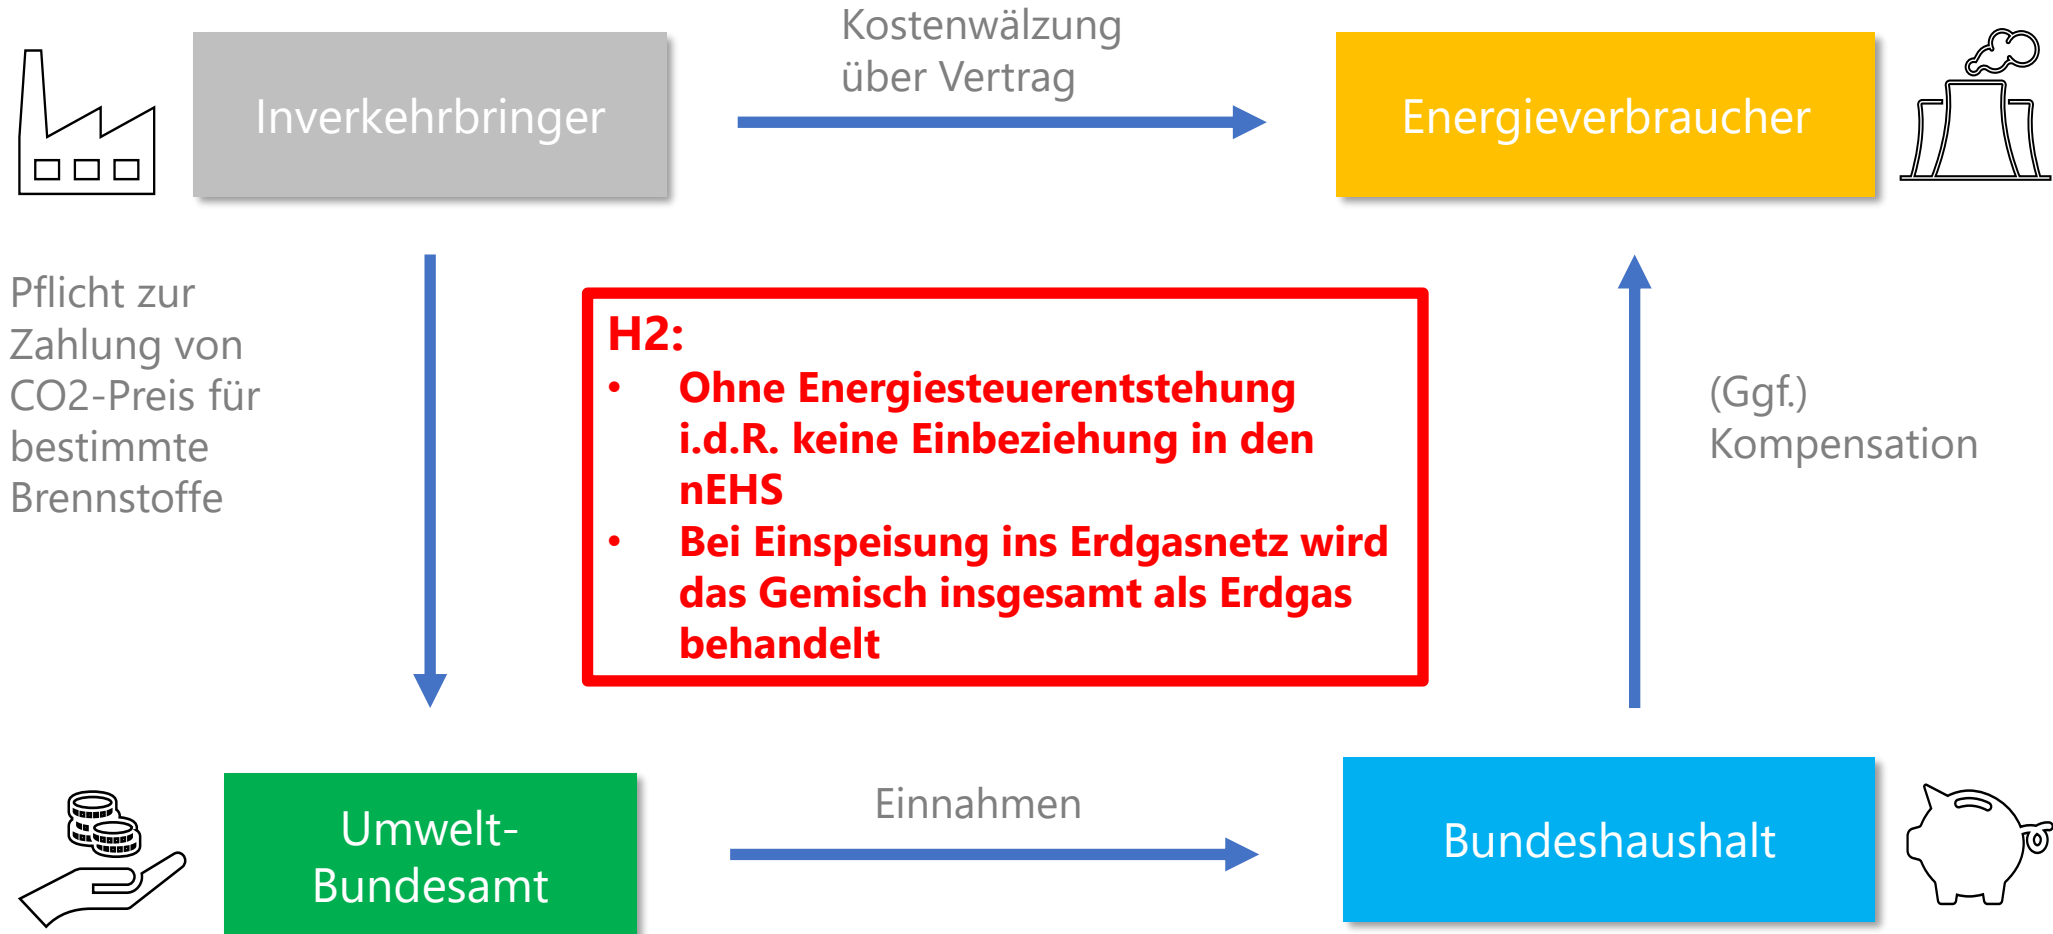 Kostenwälzung
über Vertrag
Inverkehrbringer
Energieverbraucher
Pflicht zur
Zahlung von
CO2-Preis für
bestimmte
Brennstoffe
H2:
• Ohne Energiesteuerentstehung
i.d.R. keine Einbeziehung in den
nEHS
• Bei Einspeisung ins Erdgasnetz wird
das Gemisch insgesamt als Erdgas
behandelt
(Ggf.)
Kompensation
Umwelt-
Bundesamt
Einnahmen
Bundeshaushalt